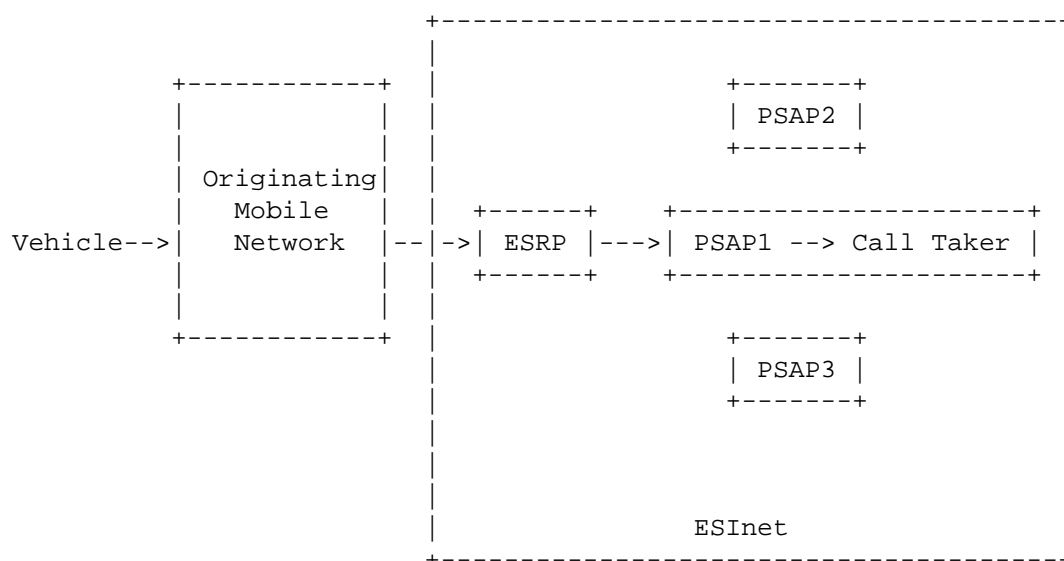 PSAP2
Originating
Mobile
Vehicle--> Network -- -> ESRP ---> PSAP1 --> Call Taker
PSAP3
ESInet